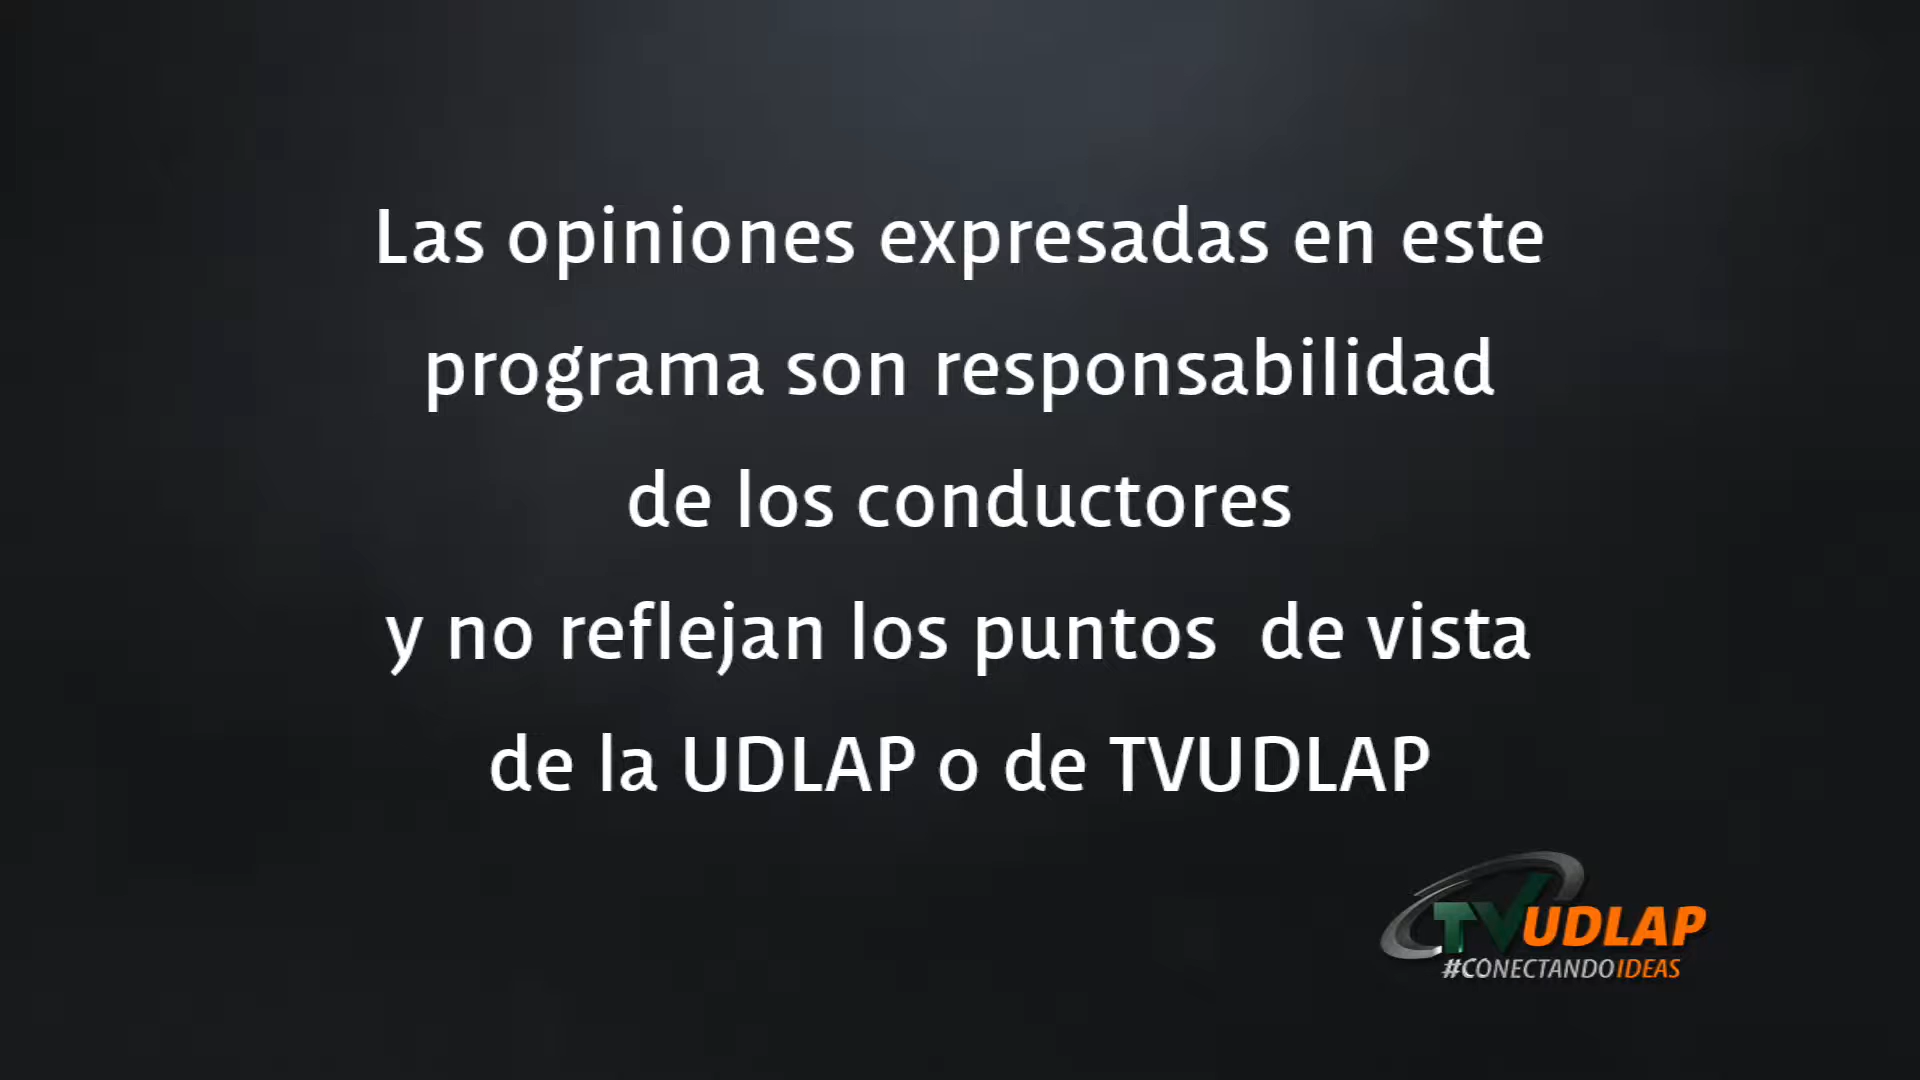 Las opiniones expresadas en este
programa son responsabilidad
de los conductores
y no reflejan los puntos  de vista
de la UDLAP o de TVUDLAP
TVUDLAP
#CONECTANDOIDEAS